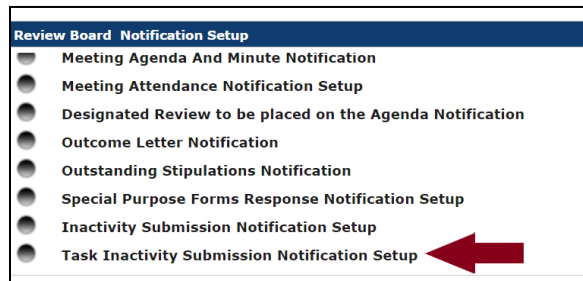 Review Board Notification Setup
Meeting Agenda And Minute Notification
Meeting Attendance Notification Setup
Designated Review to be placed on the Agenda Notification
Outcome Letter Notification
Outstanding Stipulations Notification
Special Purpose Forms Response Notification Setup
Inactivity Submission Notification Setup
Task Inactivity Submission Notification Setup